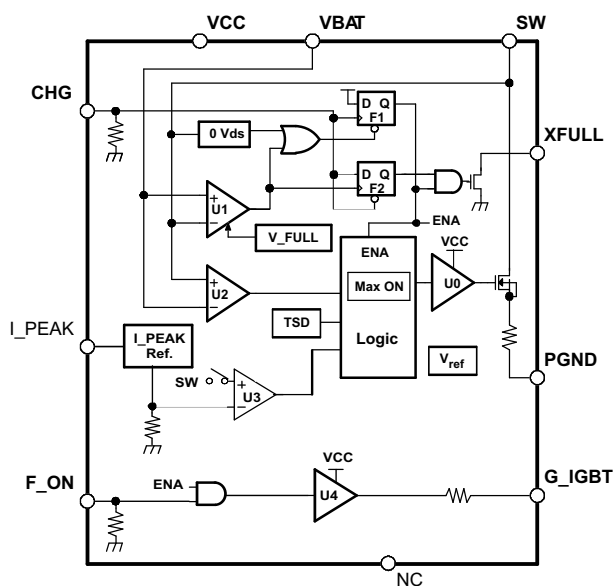 VCC
VBAT
SW
CHG
D Q
F1
0 Vds
XFULL
D Q
F2
+
U1
−
ENA
V_FULL
ENA
VCC
+
U2
−
Max ON
U0
I_PEAK
I_PEAK
Ref.
TSD
Logic
Vref
SW
+
U3
−
PGND
VCC
F_ON
ENA
U4
G_IGBT
NC